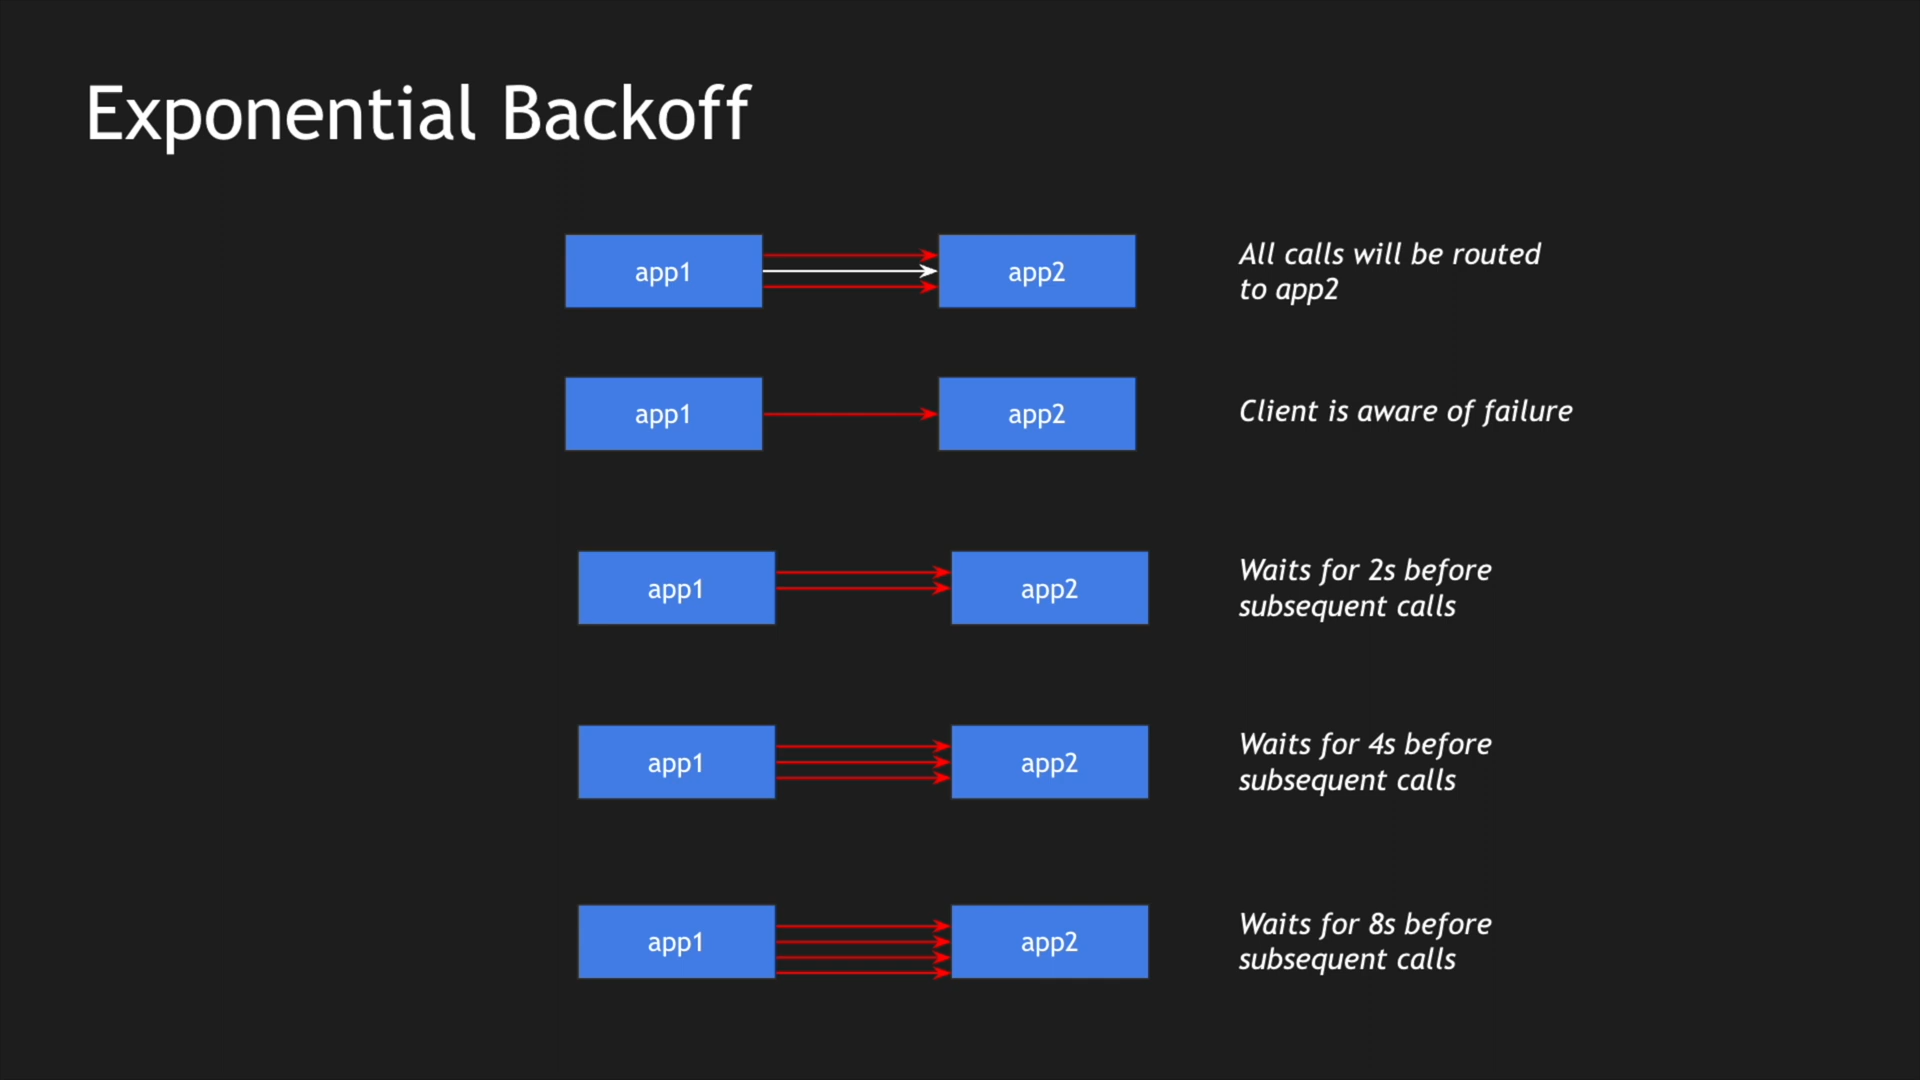 Exponential Backoff
app1
app2
All calls will be routed
to app2
app1
app2
Client is aware of failure
app1
app2
Waits for 2s before
subsequent calls
app1
app2
Waits for 4s before
subsequent calls
app1
app2
Waits for 8s before
subsequent calls